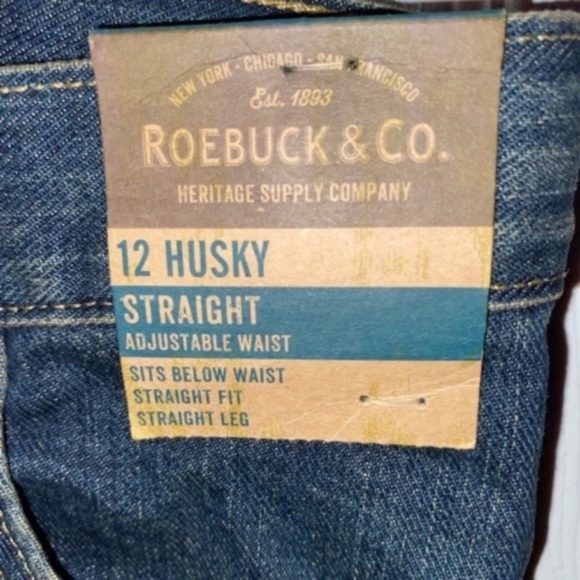 NEW YORK · CHICAGO · SAN FRANCISCO
Est. 1893
ROEBUCK & CO.
HERITAGE SUPPLY COMPANY
12 HUSKY
STRAIGHT
ADJUSTABLE WAIST
SITS BELOW WAIST
STRAIGHT FIT
STRAIGHT LEG